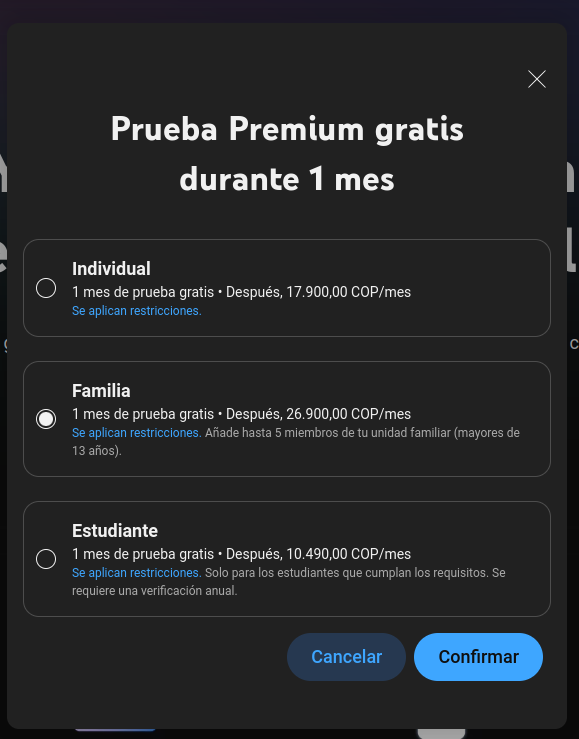 Prueba Premium gratis
durante 1 mes
Individual
1 mes de prueba gratis • Después, 17.900,00 COP/mes
Se aplican restricciones.
Familia
1 mes de prueba gratis • Después, 26.900,00 COP/mes
Se aplican restricciones. Añade hasta 5 miembros de tu unidad familiar (mayores de
13 años).
Estudiante
1 mes de prueba gratis • Después, 10.490,00 COP/mes
Se aplican restricciones. Solo para los estudiantes que cumplan los requisitos. Se
requiere una verificación anual.
Cancelar
Confirmar